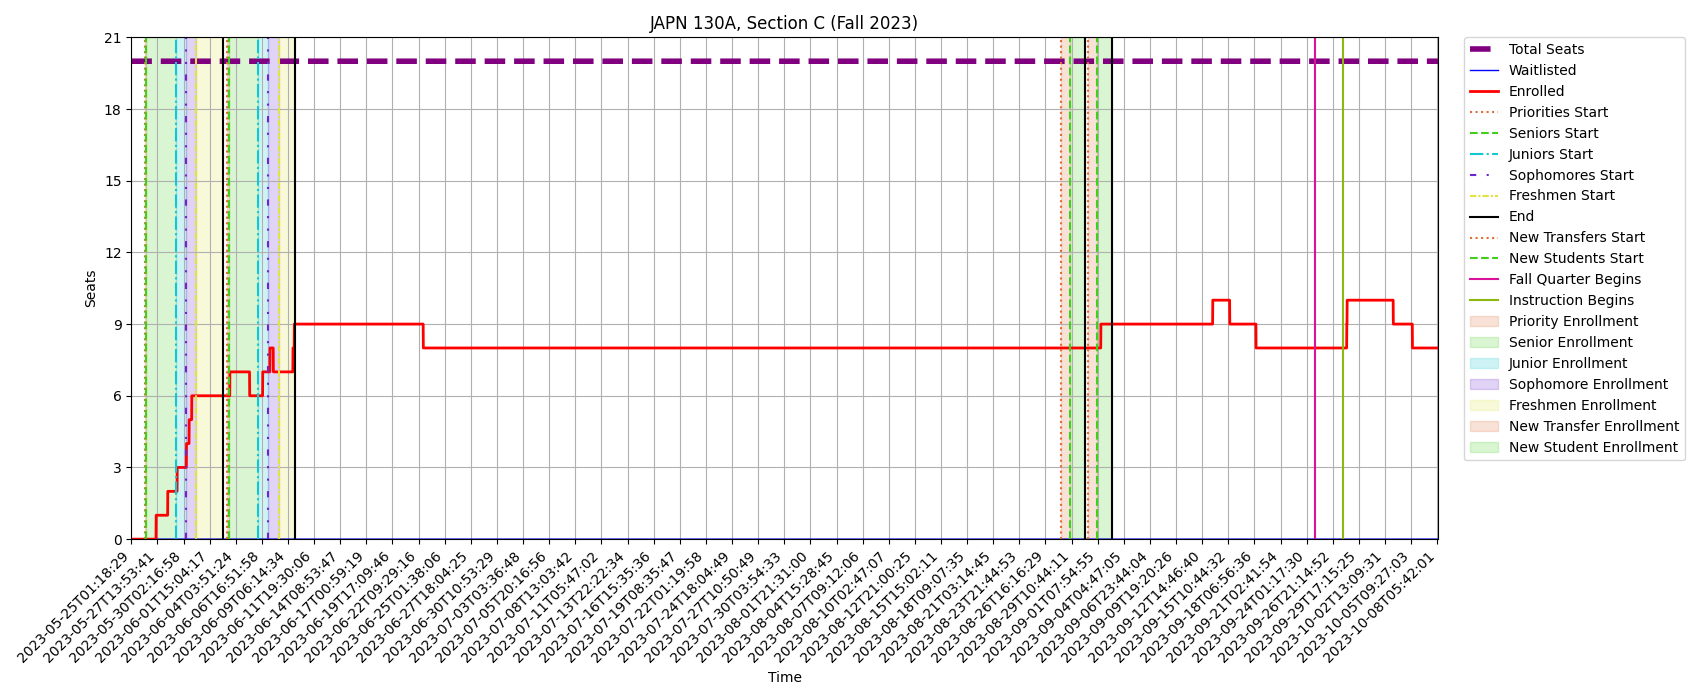 JAPN 130A, Section C (Fall 2023)
21
18
15
12
9
6
3
0
Seats
2023-05-25T01:18:29
2023-05-27T13:53:41
2023-05-30T02:16:58
2023-06-01T15:04:17
2023-06-04T03:51:24
2023-06-06T16:51:58
2023-06-09T06:14:34
2023-06-11T19:30:06
2023-06-14T08:53:47
2023-06-17T00:59:19
2023-06-19T17:09:46
2023-06-22T09:29:16
2023-06-25T01:38:06
2023-06-27T18:04:25
2023-06-30T10:53:29
2023-07-03T03:36:48
2023-07-05T20:16:56
2023-07-08T13:03:42
2023-07-11T05:47:02
2023-07-13T22:22:34
2023-07-16T15:35:36
2023-07-19T08:35:47
2023-07-22T01:19:58
2023-07-24T18:04:49
2023-07-27T10:50:49
2023-07-30T03:54:33
2023-08-01T21:31:00
2023-08-04T15:28:45
2023-08-07T09:12:06
2023-08-10T02:47:07
2023-08-12T21:00:25
2023-08-15T15:02:11
2023-08-18T09:07:35
2023-08-21T03:14:45
2023-08-23T21:44:53
2023-08-26T16:16:29
2023-08-29T10:44:11
2023-09-01T07:54:55
2023-09-04T04:47:05
2023-09-06T23:44:04
2023-09-09T19:20:26
2023-09-12T14:46:40
2023-09-15T10:44:32
2023-09-18T06:56:36
2023-09-21T02:41:54
2023-09-24T01:17:30
2023-09-26T21:14:52
2023-09-29T17:15:25
2023-10-02T13:09:31
2023-10-05T09:27:03
2023-10-08T05:42:01
Time
Total Seats
Waitlisted
Enrolled
Priorities Start
Seniors Start
Juniors Start
Sophomores Start
Freshmen Start
End
New Transfers Start
New Students Start
Fall Quarter Begins
Instruction Begins
Priority Enrollment
Senior Enrollment
Junior Enrollment
Sophomore Enrollment
Freshmen Enrollment
New Transfer Enrollment
New Student Enrollment